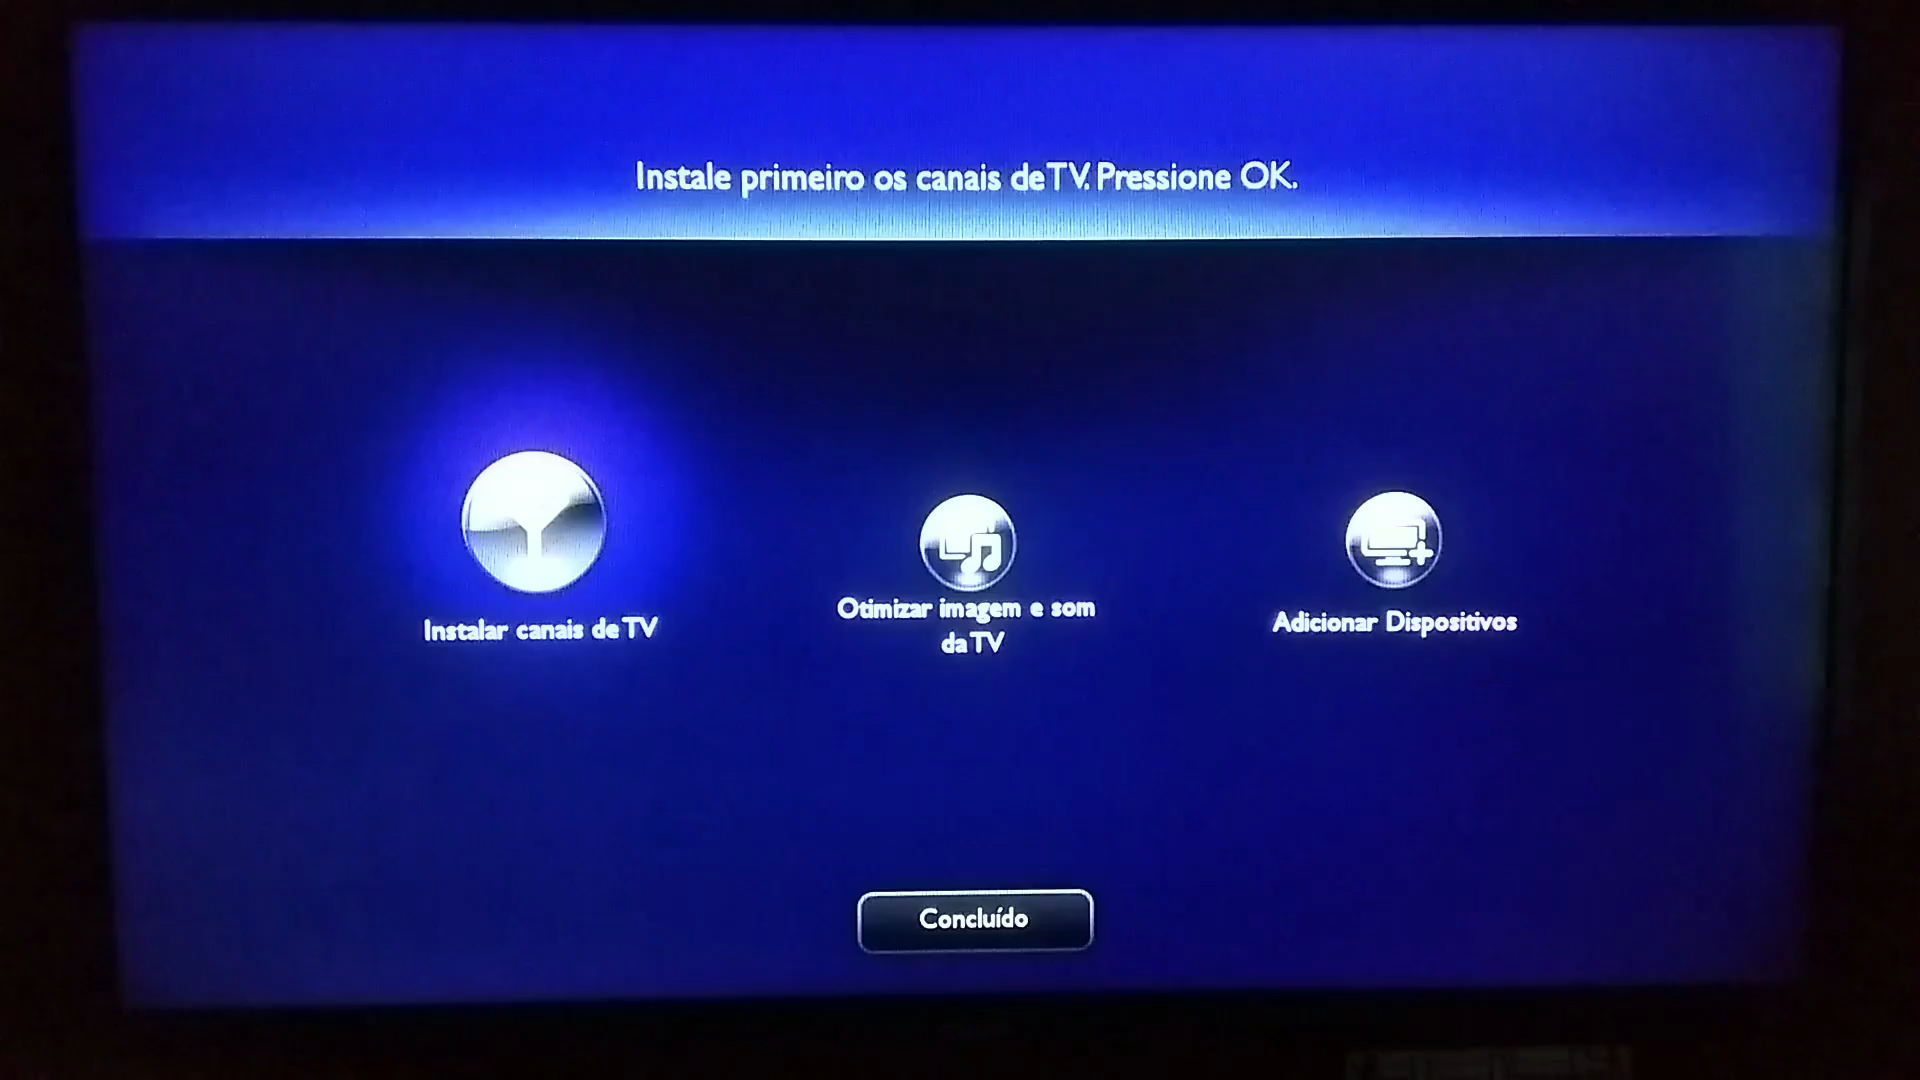 Instale primeiro os canais de TV. Pressione OK.
Instalar canais de TV
Otimizar imagem e som
da TV
Adicionar Dispositivos
Concluído